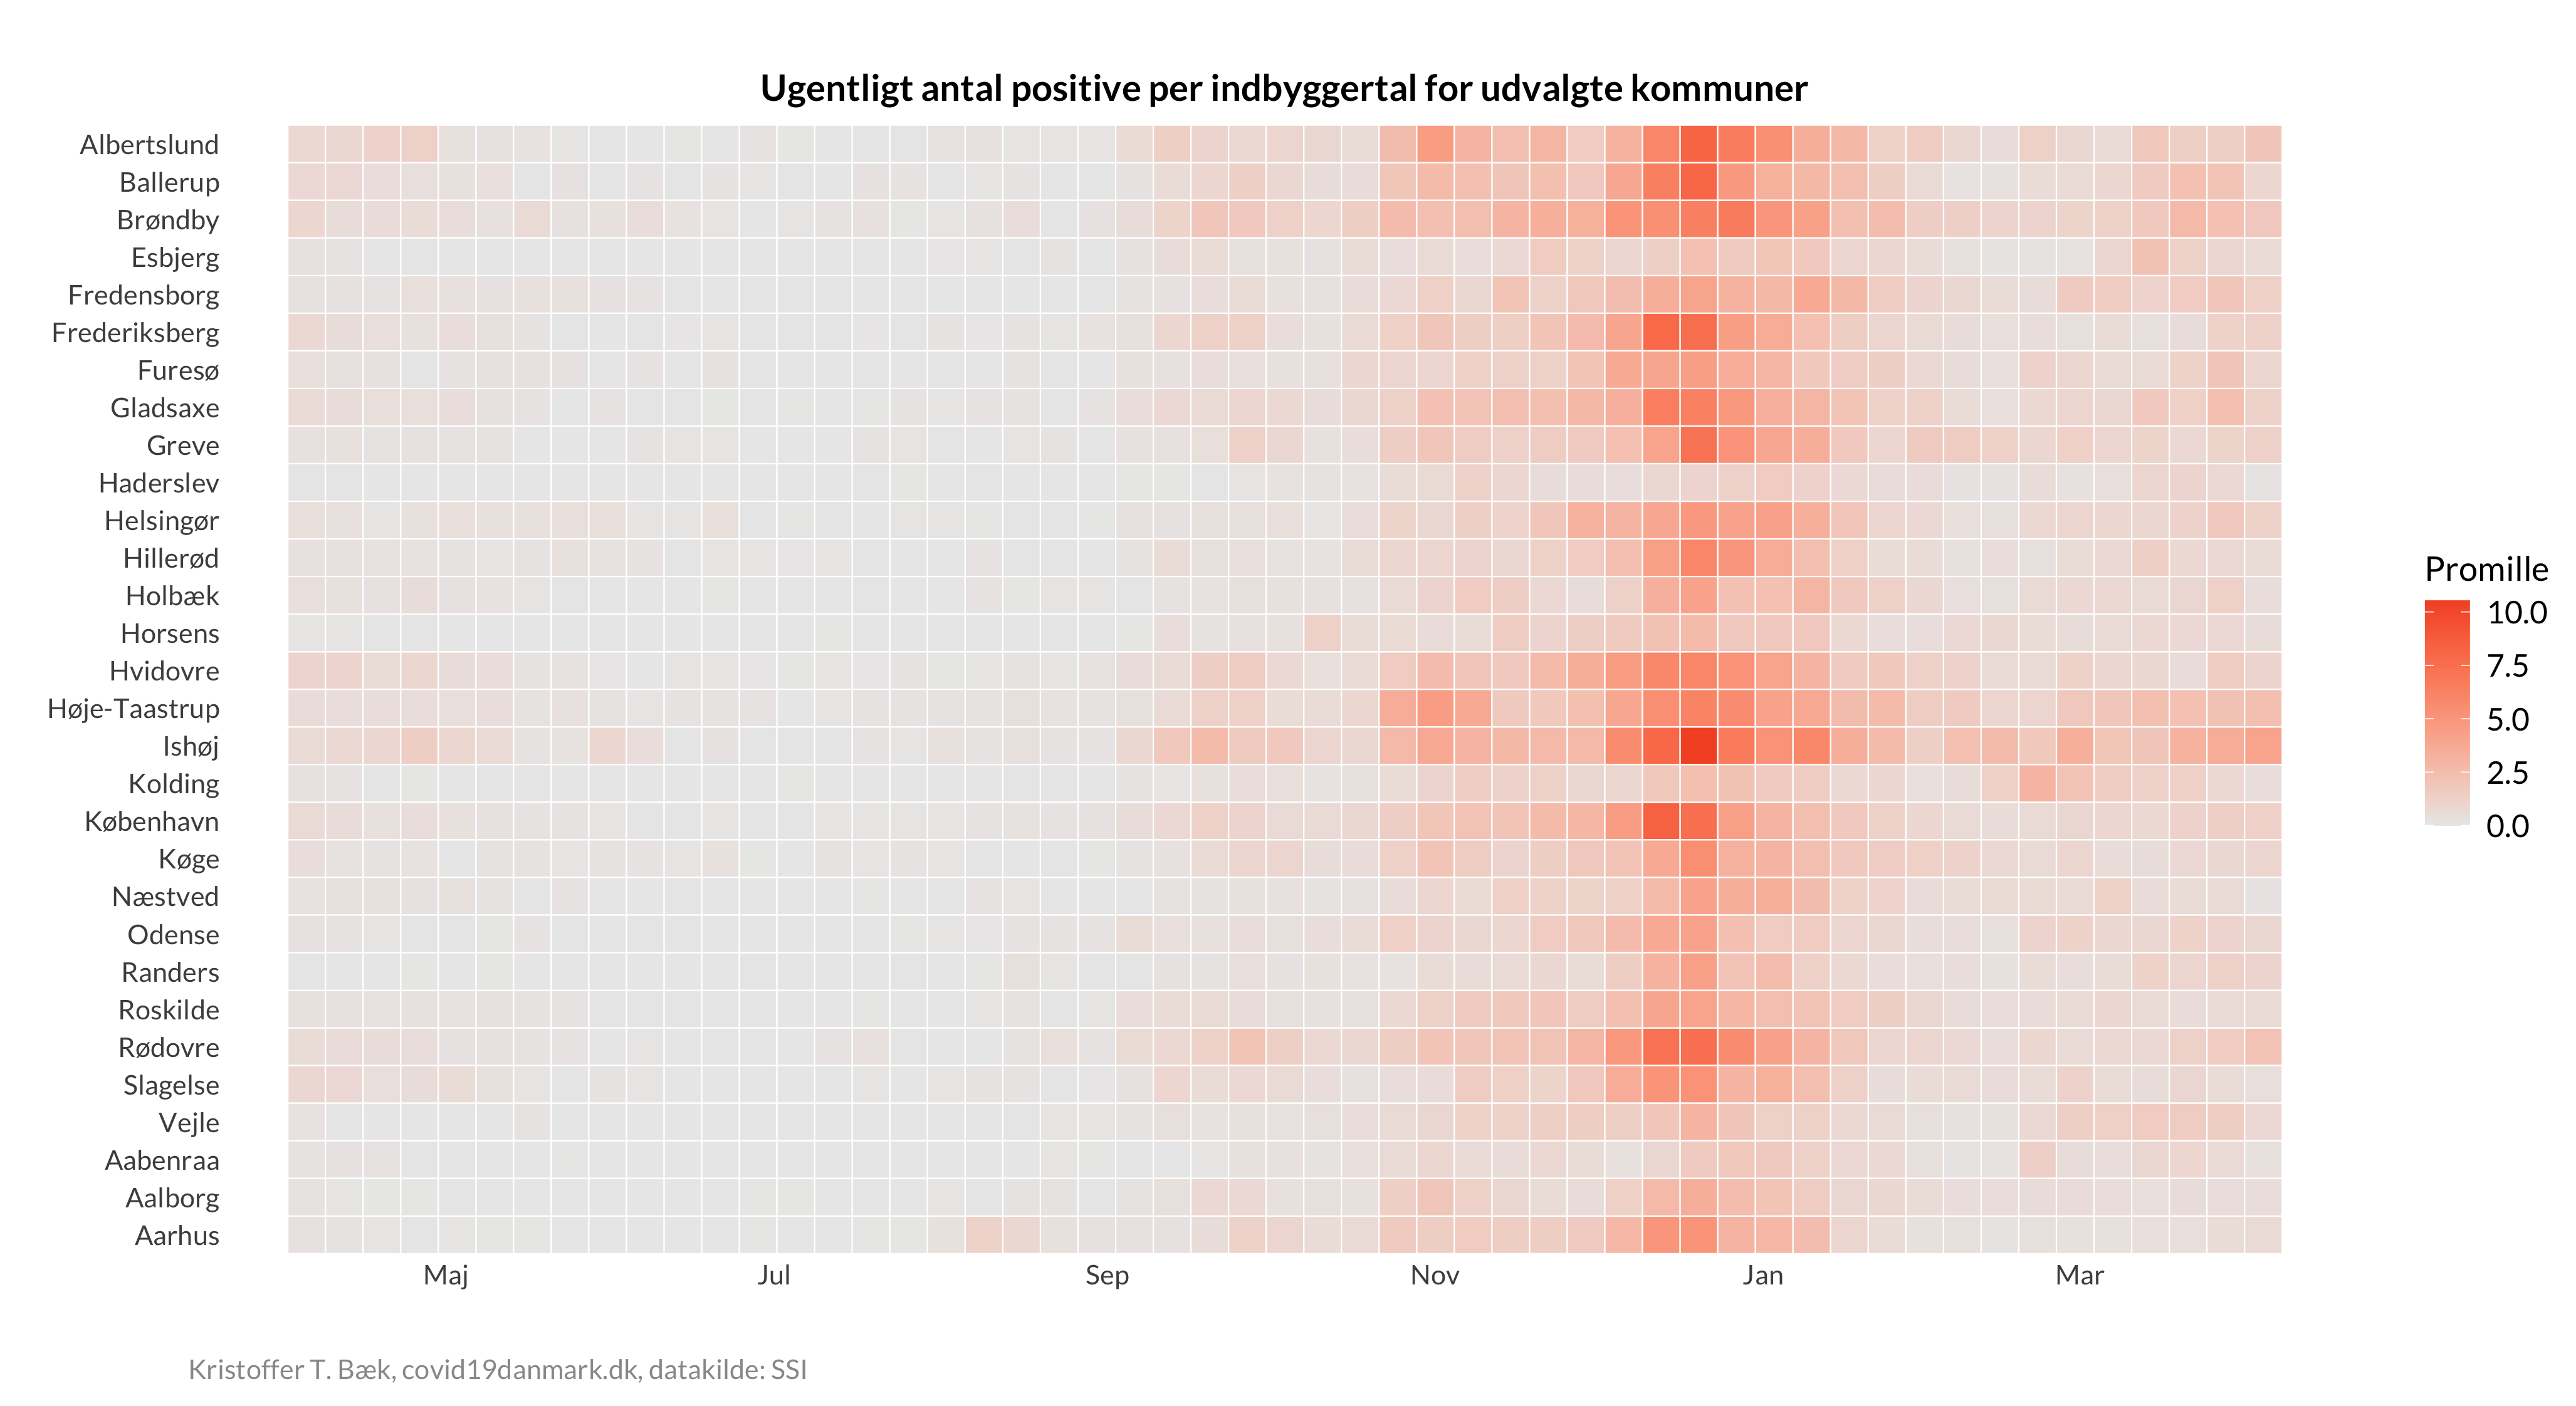 Ugentligt antal positive per indbyggertal for udvalgte kommuner
Albertslund
Ballerup
Brøndby
Esbjerg
Fredensborg
Frederiksberg
Furesø
Gladsaxe
Greve
Haderslev
Helsingør
Hillerød
Holbæk
Horsens
Hvidovre
Høje-Taastrup
Ishøj
Kolding
København
Køge
Næstved
Odense
Randers
Roskilde
Rødovre
Slagelse
Vejle
Aabenraa
Aalborg
Aarhus
Maj Jul Sep Nov Jan Mar
Promille
10.0
7.5
5.0
2.5
0.0
Kristoffer T. Bæk, covid19danmark.dk, datakilde: SSI